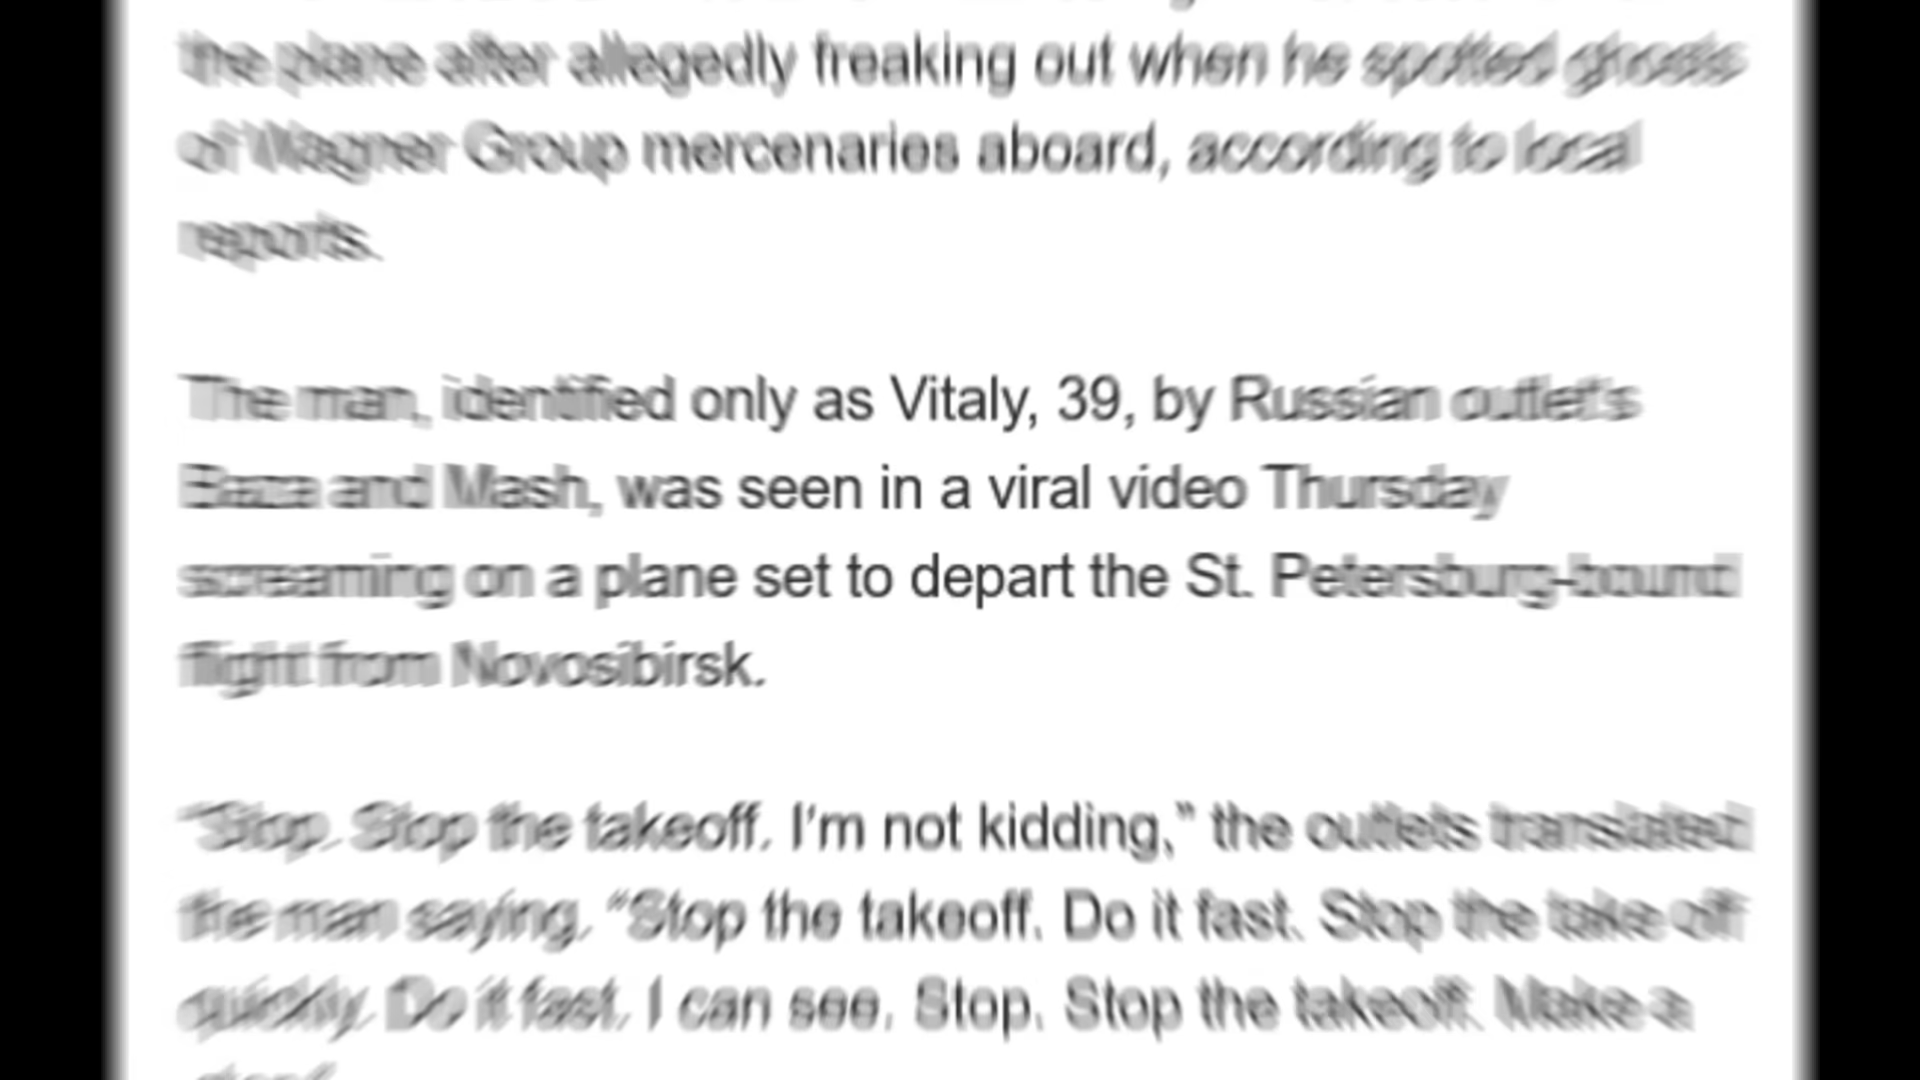 the plane after allegedly freaking out when he spotted ghosts
of Wagner Group mercenaries aboard, according to local
reports.
The man, identified only as Vitaly, 39, by Russian outlet's
Baza and Mash, was seen in a viral video Thursday
screaming on a plane set to depart the St. Petersburg-bound
flight from Novosibirsk.
“Stop. Stop the takeoff. I'm not kidding,” the outlets translated
the man saying. “Stop the takeoff. Do it fast. Stop the take off
quickly. Do it fast. I can see. Stop. Stop the takeoff. Make a